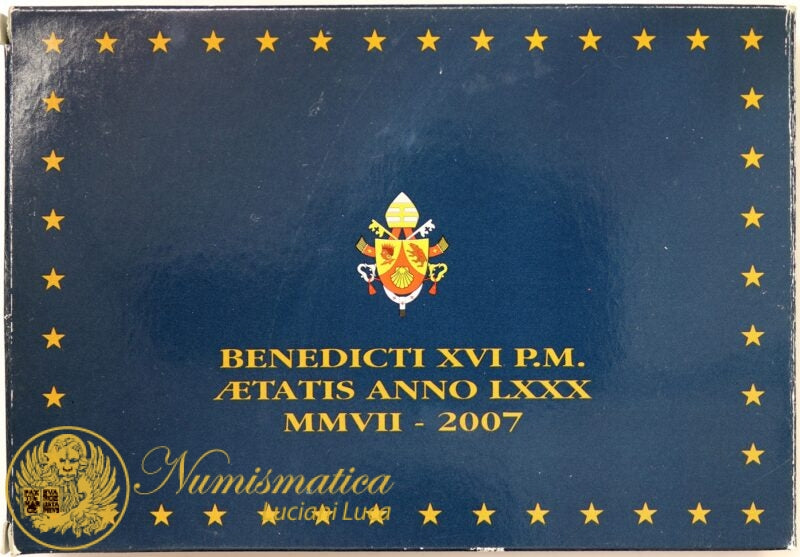 BENEDICTI XVI P.M.
ÆTATIS ANNO LXXX
MMVII - 2007
Numismatica
Luciani Luca